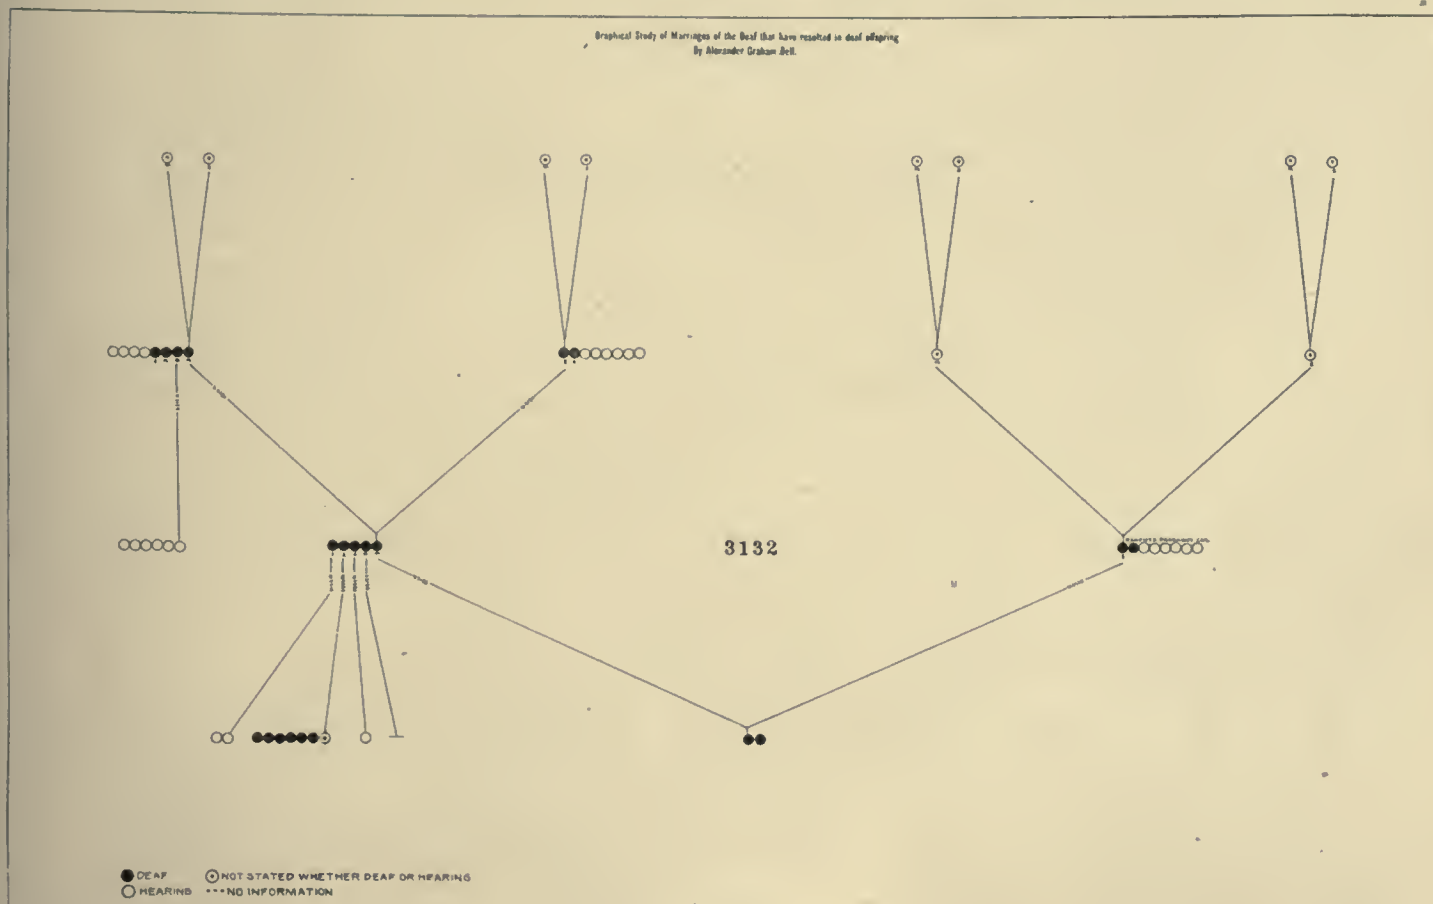 Graphical Study of Marriages of the Deaf that have resulted in deaf offspring
By Alexander Graham Bell.
3132
DEAF
NOT STATED WHETHER DEAF OR HEARING
HEARING
NO INFORMATION